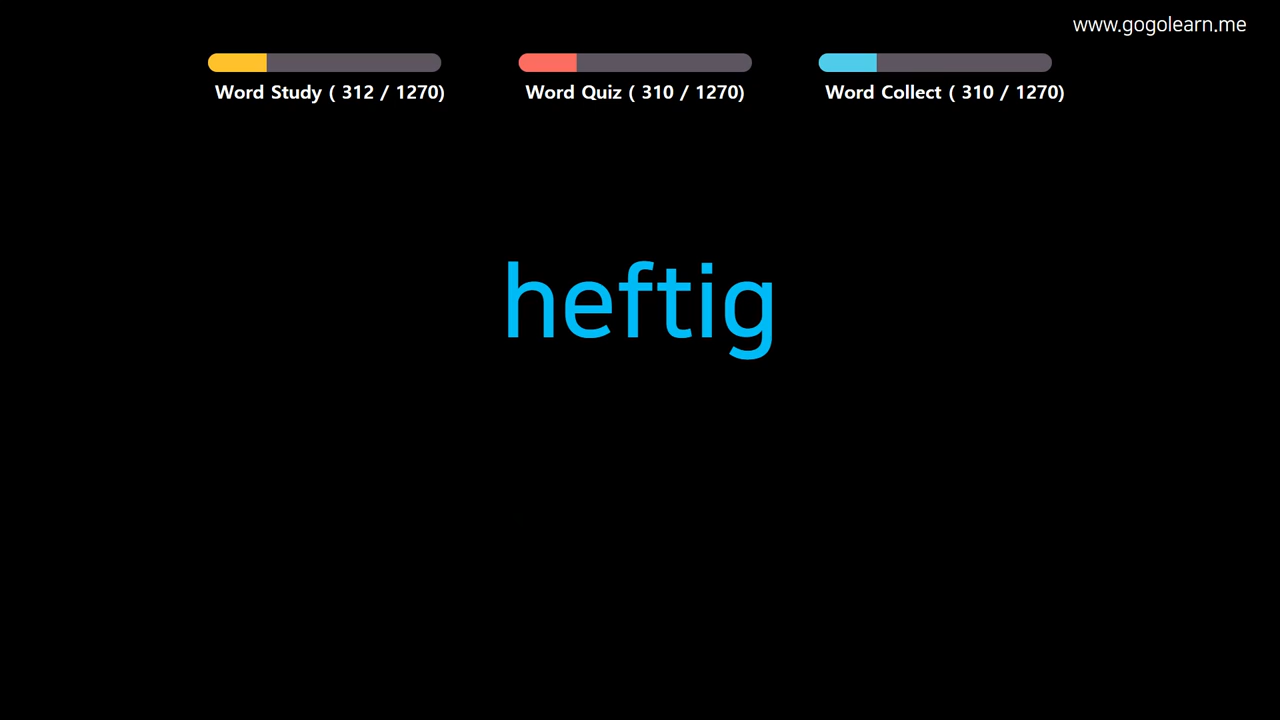 www.gogolearn.me
Word Study ( 312 / 1270)
Word Quiz ( 310 / 1270)
Word Collect ( 310 / 1270)
heftig